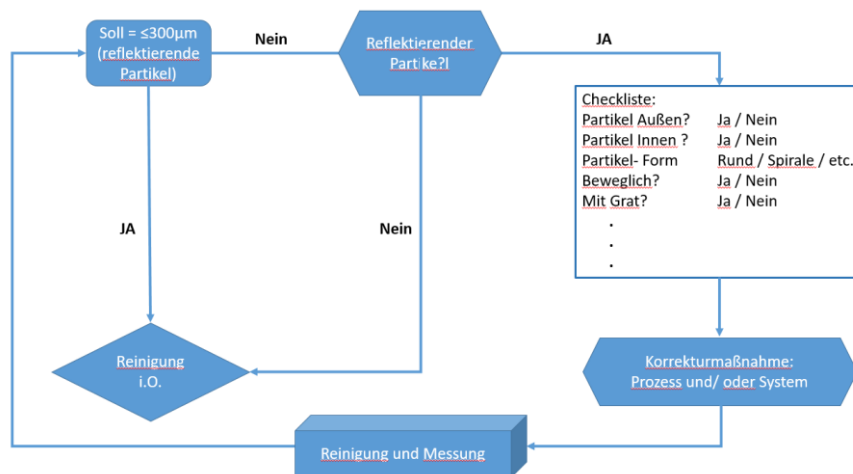 Soll = ≤300µm
(reflektierende
Partikel)
Nein
Reflektierender
Partike?l
JA
Checkliste:
Partikel Außen? Ja / Nein
Partikel Innen ? Ja / Nein
Partikel- Form Rund / Spirale / etc.
Beweglich? Ja / Nein
Mit Grat? Ja / Nein
.
.
.
JA
Nein
Reinigung
i.O.
Korrekturmaßnahme:
Prozess und/ oder System
Reinigung und Messung